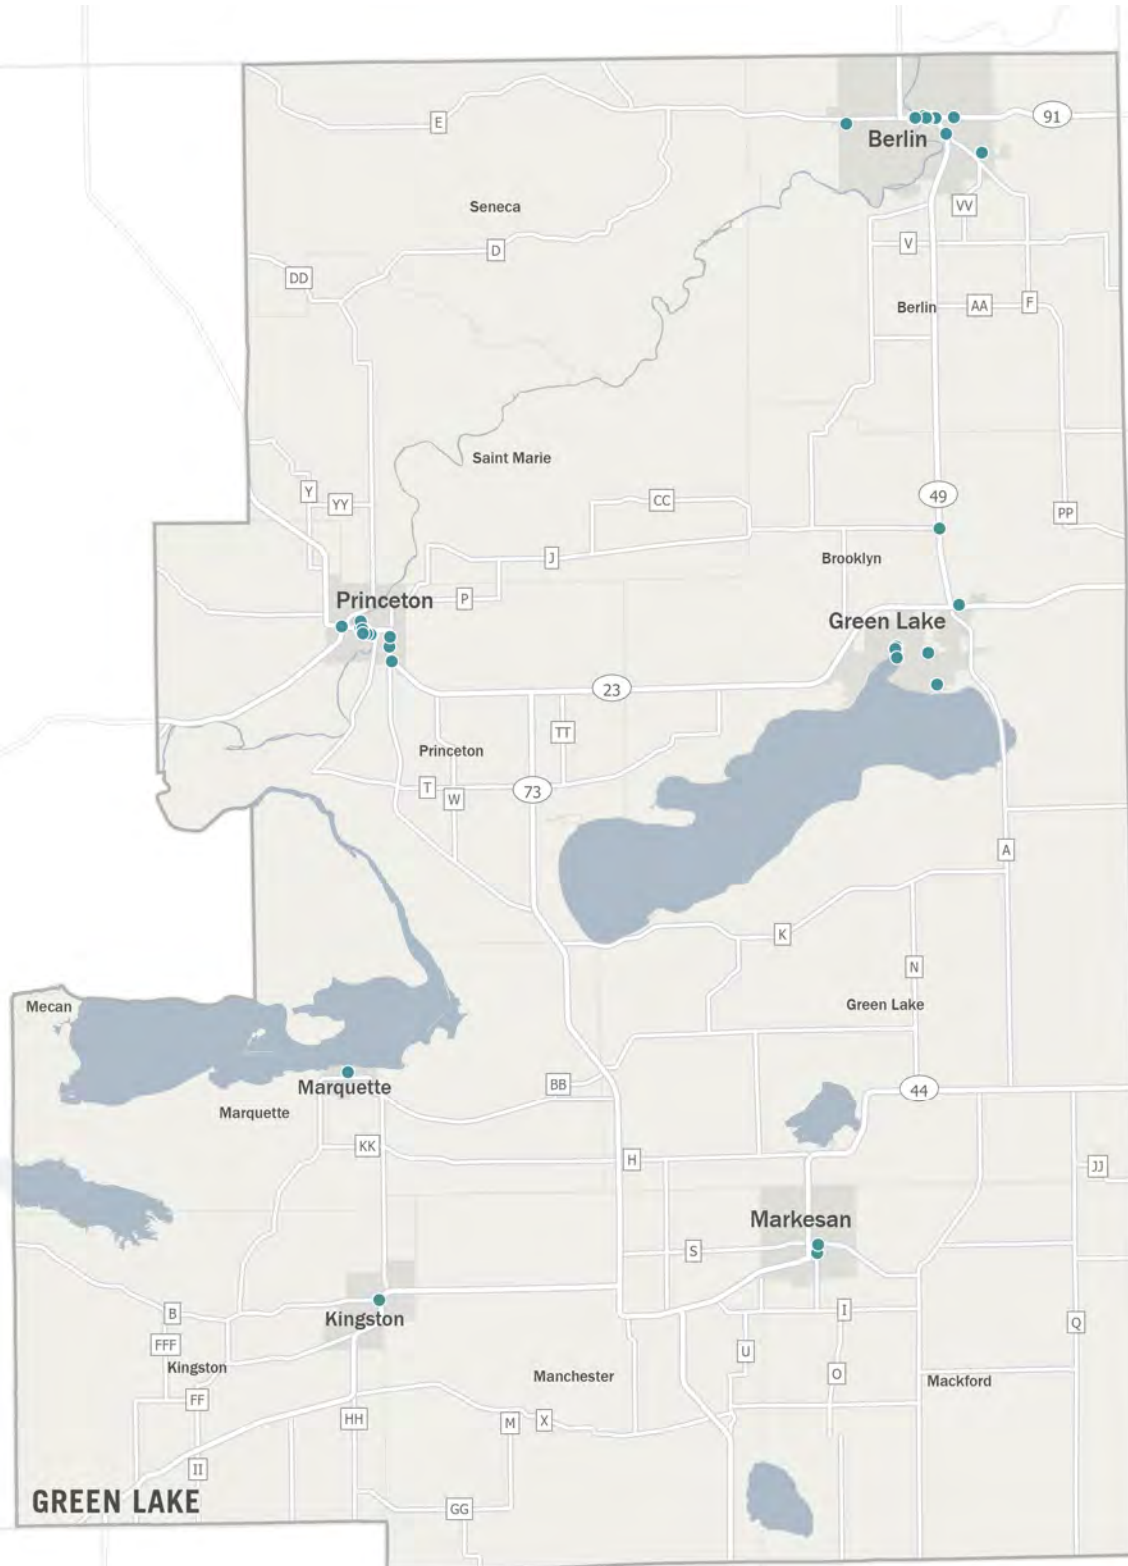 91
E
Berlin
Seneca
VV
D
V
DD
Berlin
AA
F
Saint Marie
Y
YY
CC
49
PP
J
Brooklyn
P
Princeton
Green Lake
23
TT
Princeton
T
W
73
A
K
N
Mecan
Green Lake
BB
Marquette
44
Marquette
KK
H
JJ
Markesan
S
B
I
Kingston
Q
FFF
U
Kingston
O
Manchester
Mackford
FF
HH
M
X
II
GREEN LAKE
GG